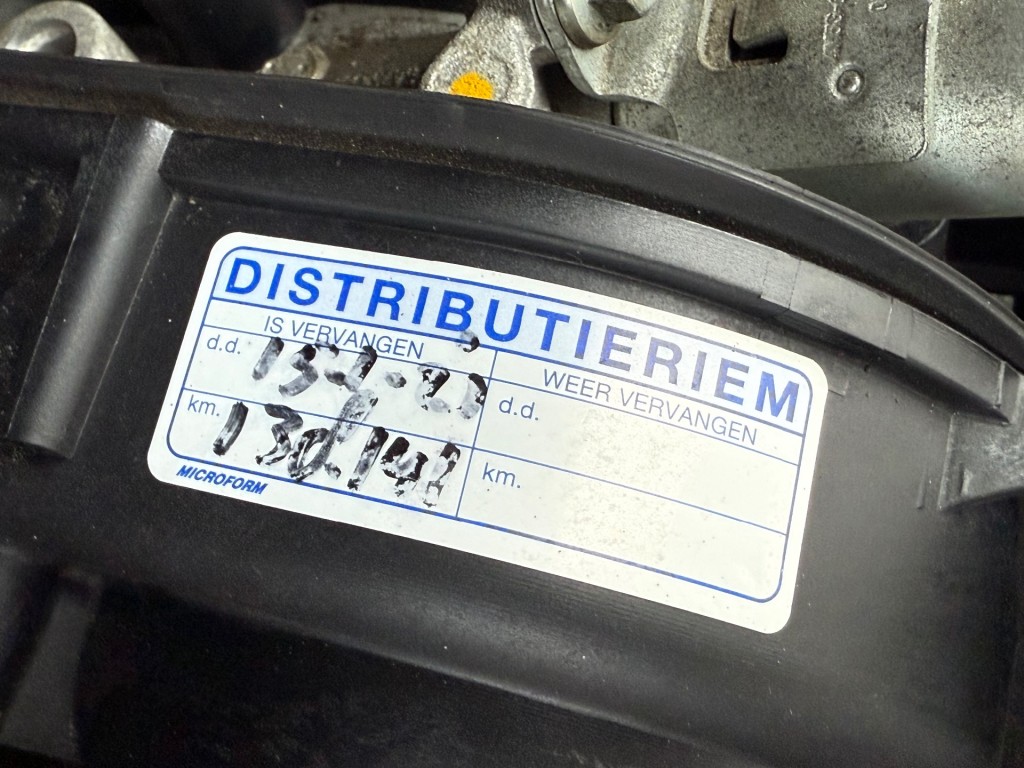 DISTRIBUTIERIEM
IS VERVANGEN
WEER VERVANGEN
d.d.
d.d.
km.
km.
MICROFORM